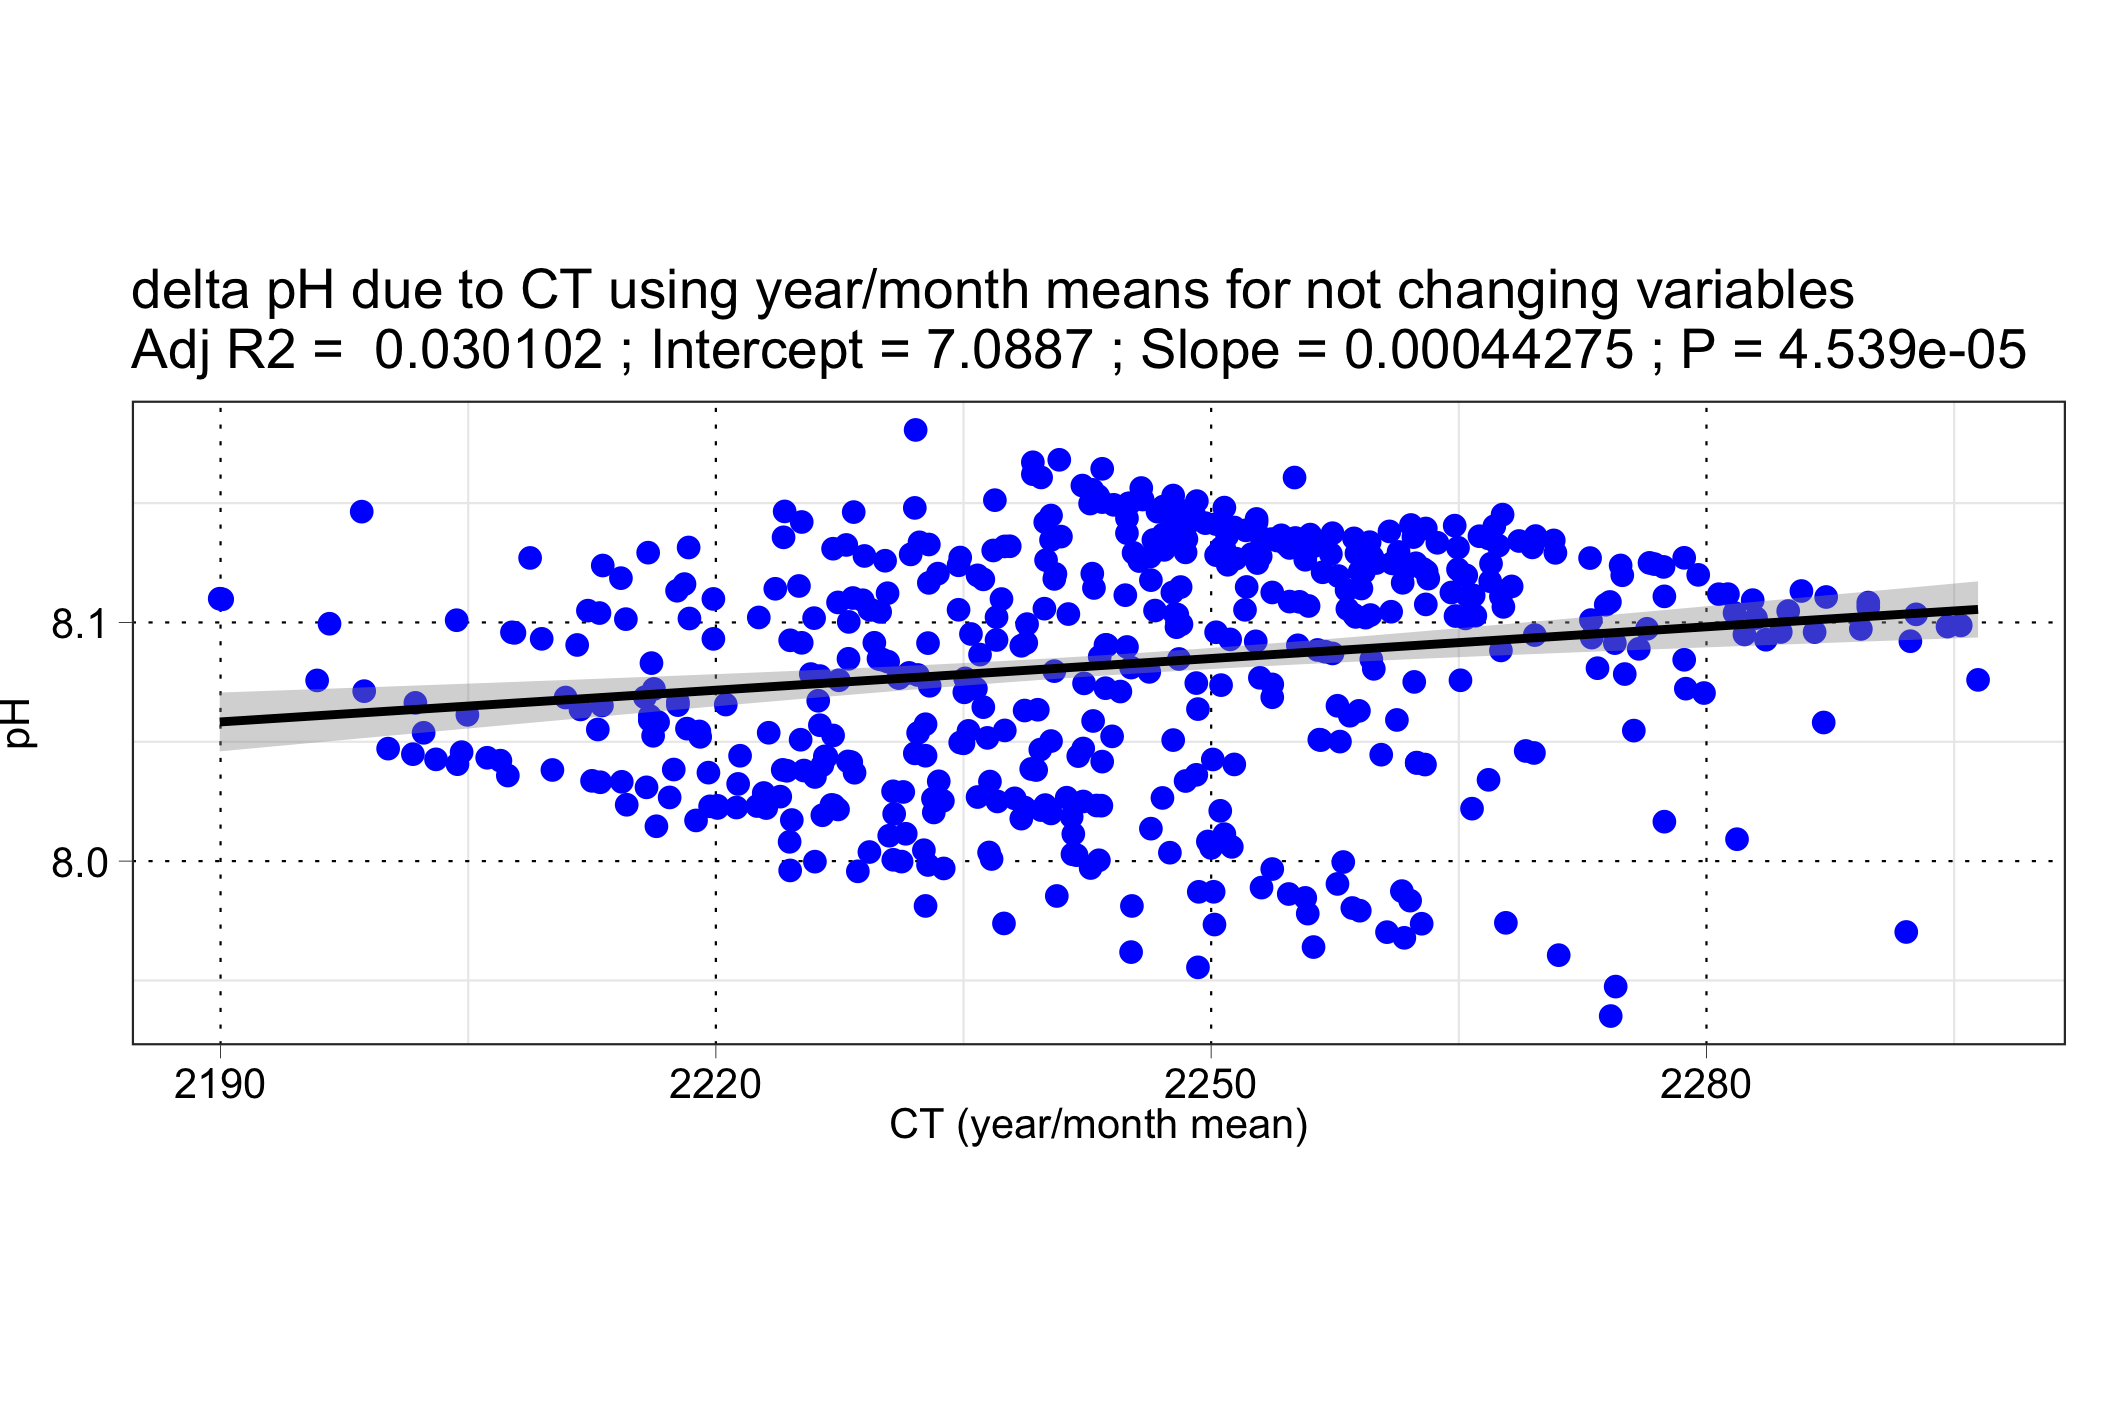 delta pH due to CT using year/month means for not changing variables
Adj R2 =  0.030102 ; Intercept = 7.0887 ; Slope = 0.00044275 ; P = 4.539e-05
8.1
pH
8.0
2190 2220 2250 2280
CT (year/month mean)